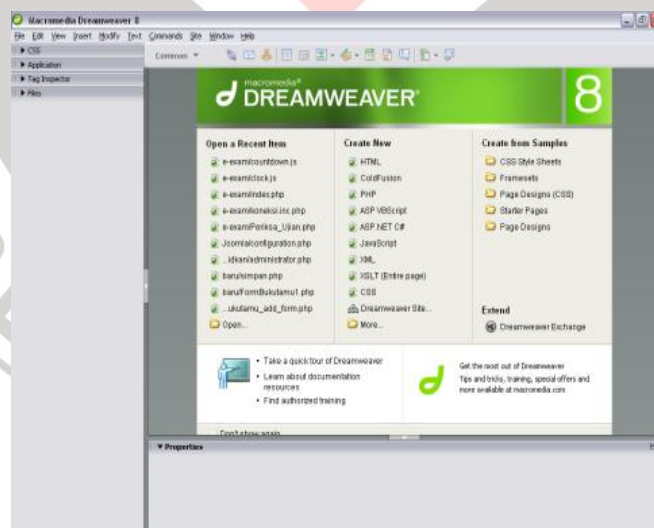 Macromedia Dreamweaver 8
File Edit View Insert Modify Text Commands Site Window Help
CSS
Application
Tag Inspector
Files
Common
macromedia®
DREAMWEAVER® 8
Open a Recent Item
e-exam/countdown.js
e-exam/clock.js
e-exam/index.php
e-exam/koneksi.inc.php
e-exam/Periksa_Ujian.php
Joomla/configuration.php
...idkan/administrator.php
baru/simpan.php
baru/FormBukutamu1.php
...ukutamu_add_form.php
Open...
Create New
HTML
ColdFusion
PHP
ASP VBScript
ASP.NET C#
JavaScript
XML
XSLT (Entire page)
CSS
Dreamweaver Site...
More...
Create from Samples
CSS Style Sheets
Framesets
Page Designs (CSS)
Starter Pages
Page Designs
Extend
Dreamweaver Exchange
• Take a quick tour of Dreamweaver
• Learn about documentation
resources
• Find authorized training
Get the most out of Dreamweaver
Tips and tricks, training, special offers and
more available at macromedia.com
Don't show again
Properties